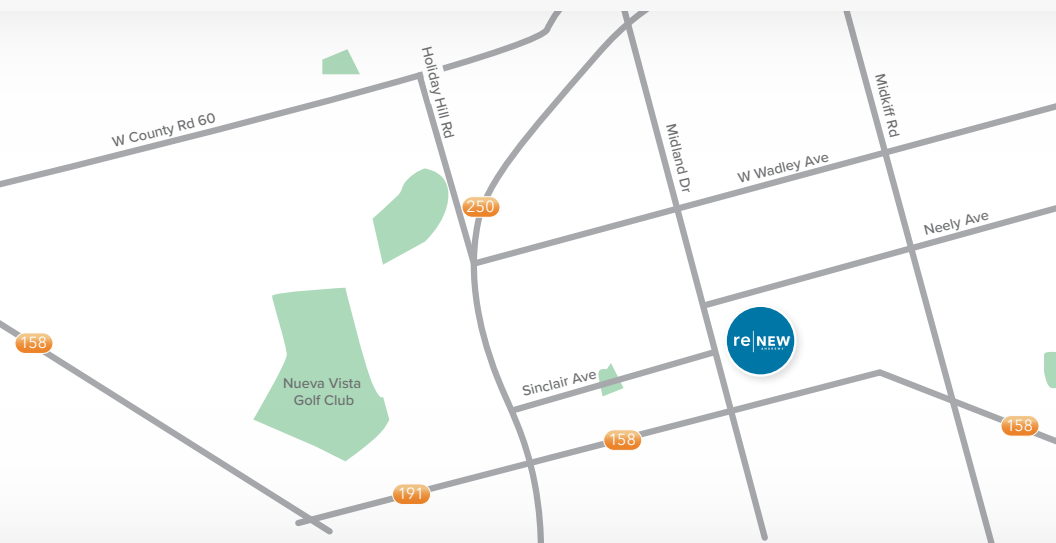 W County Rd 60
Holiday Hill Rd
Midland Dr
Midkiff Rd
W Wadley Ave
250
Neely Ave
158
re|NEW
Nueva Vista
Golf Club
Sinclair Ave
158
158
191